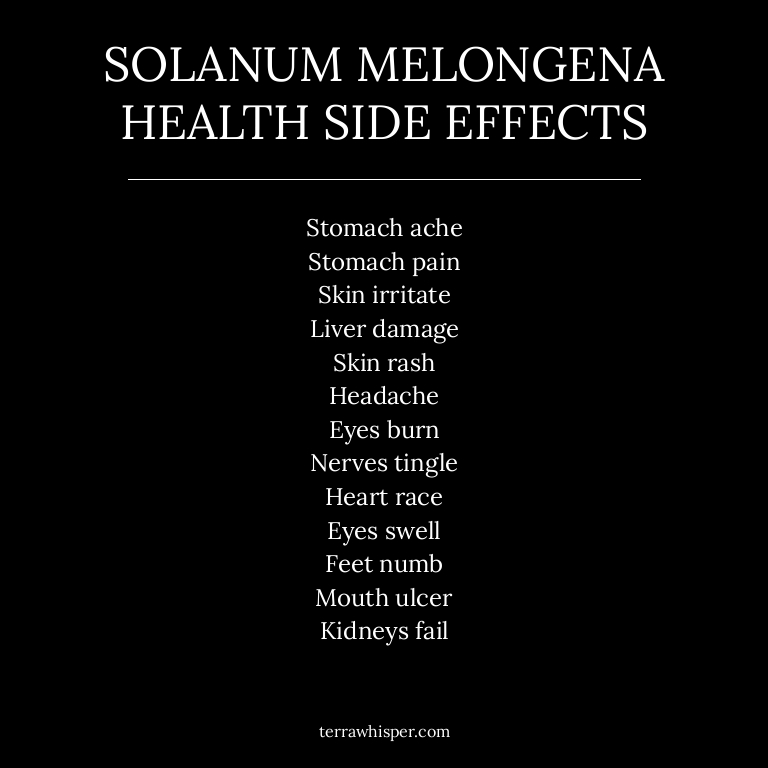 SOLANUM MELONGENA
HEALTH SIDE EFFECTS
Stomach ache
Stomach pain
Skin irritate
Liver damage
Skin rash
Headache
Eyes burn
Nerves tingle
Heart race
Eyes swell
Feet numb
Mouth ulcer
Kidneys fail
terrawhisper.com